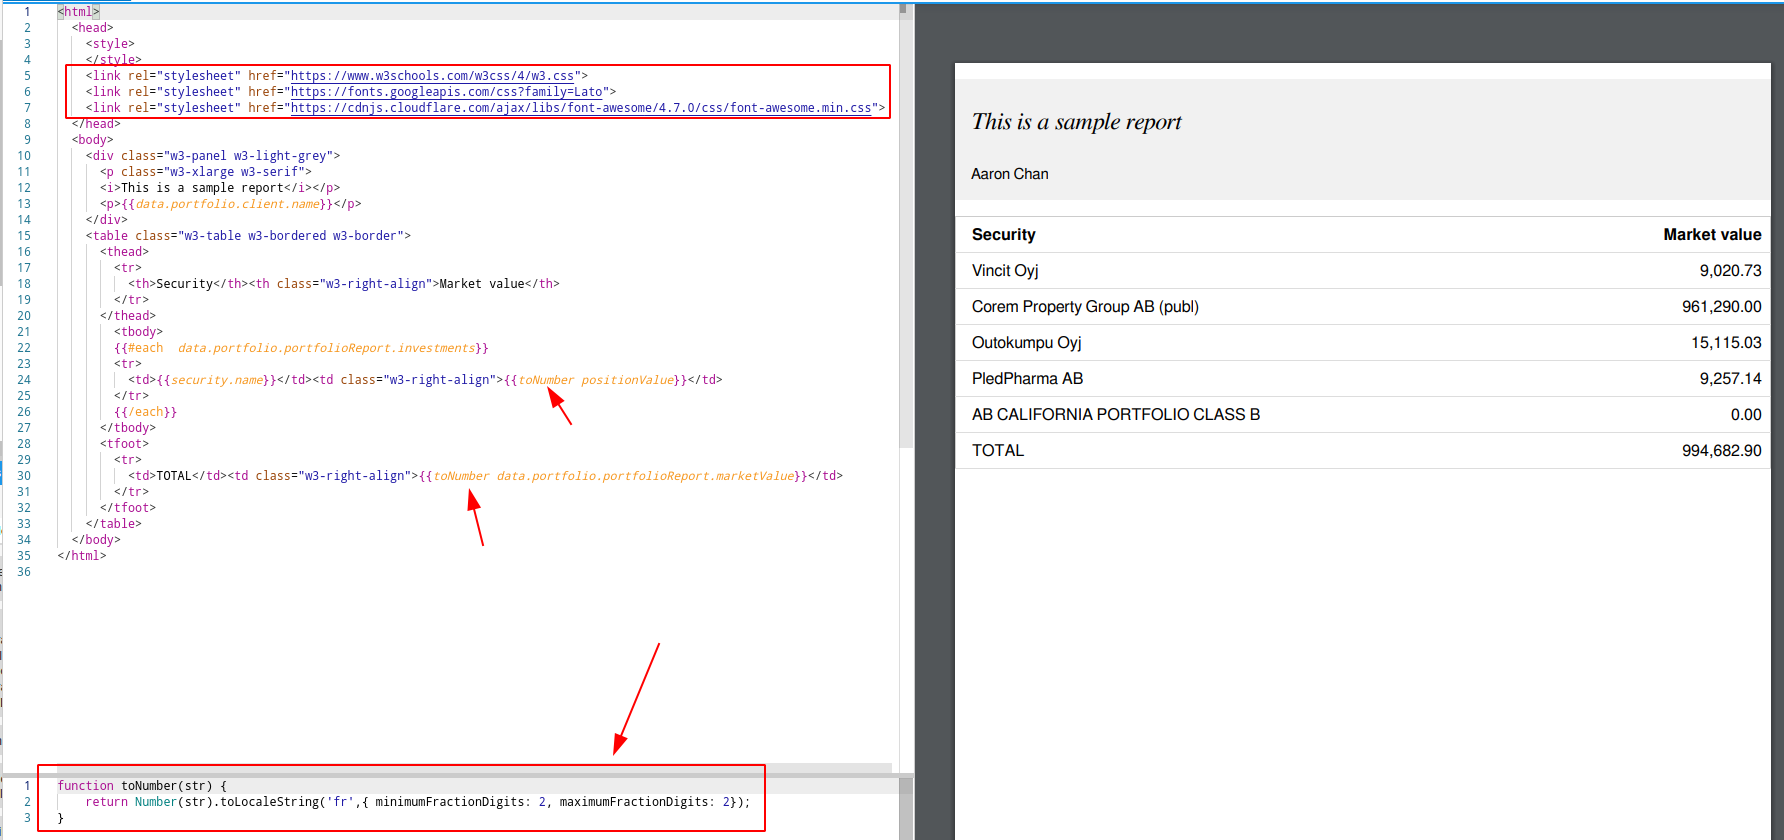 1 <html>
2 <head>
3 <style>
4 </style>
5 <link rel="stylesheet" href="https://www.w3schools.com/w3css/4/w3.css">
6 <link rel="stylesheet" href="https://fonts.googleapis.com/css?family=Lato">
7 <link rel="stylesheet" href="https://cdnjs.cloudflare.com/ajax/libs/font-awesome/4.7.0/css/font-awesome.min.css">
8 </head>
9 <body>
10 <div class="w3-panel w3-light-grey">
11 <p class="w3-xlarge w3-serif">
12 <i>This is a sample report</i></p>
13 <p>{{data.portfolio.client.name}}</p>
14 </div>
15 <table class="w3-table w3-bordered w3-border">
16 <thead>
17 <tr>
18 <th>Security</th><th class="w3-right-align">Market value</th>
19 </tr>
20 </thead>
21 <tbody>
22 {{#each  data.portfolio.portfolioReport.investments}}
23 <tr>
24 <td>{{security.name}}</td><td class="w3-right-align">{{toNumber positionValue}}</td>
25 </tr>
26 {{/each}}
27 </tbody>
28 <tfoot>
29 <tr>
30 <td>TOTAL</td><td class="w3-right-align">{{toNumber data.portfolio.portfolioReport.marketValue}}</td>
31 </tr>
32 </tfoot>
33 </table>
34 </body>
35 </html>
36
1 function toNumber(str) {
2 return Number(str).toLocaleString('fr',{ minimumFractionDigits: 2, maximumFractionDigits: 2});
3 }
This is a sample report
Aaron Chan
Security Market value
Vincit Oyj 9,020.73
Corem Property Group AB (publ) 961,290.00
Outokumpu Oyj 15,115.03
PledPharma AB 9,257.14
AB CALIFORNIA PORTFOLIO CLASS B 0.00
TOTAL 994,682.90